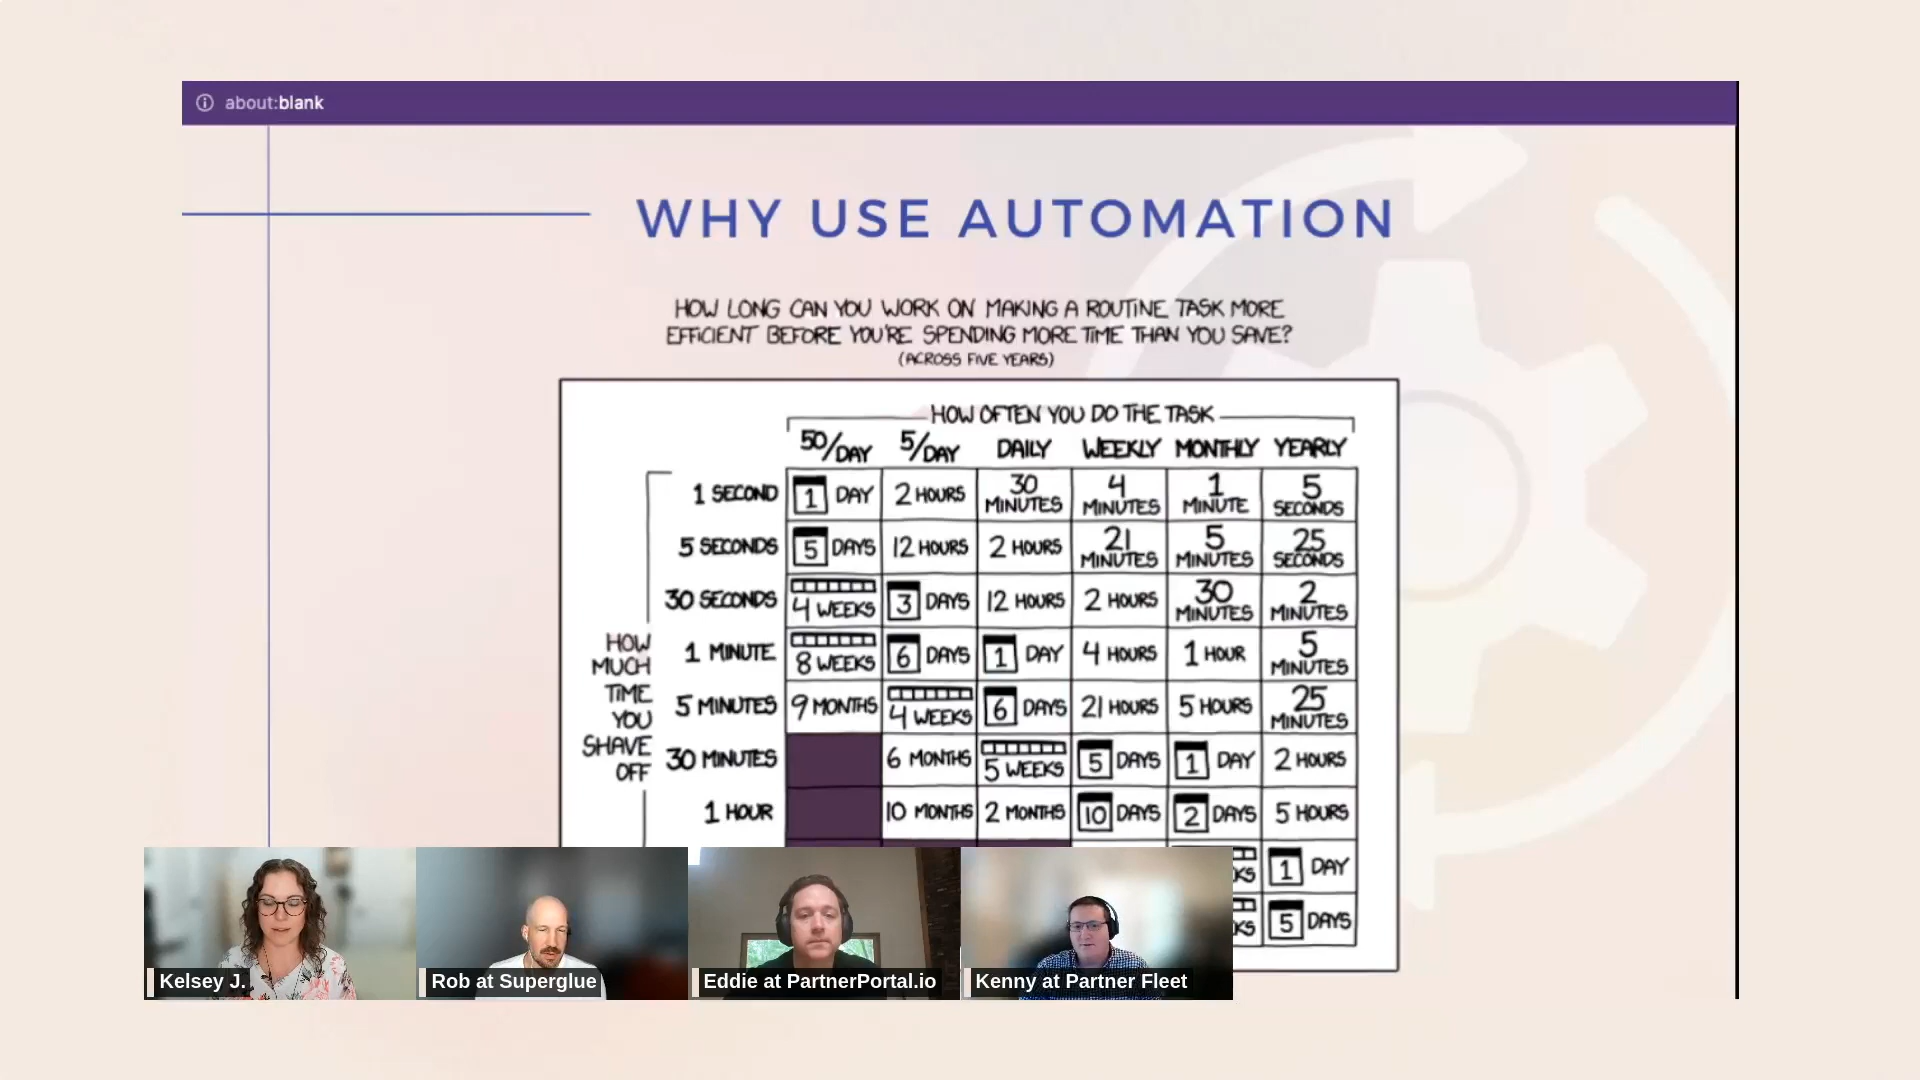 about:blank
WHY USE AUTOMATION
HOW LONG CAN YOU WORK ON MAKING A ROUTINE TASK MORE
EFFICIENT BEFORE YOU'RE SPENDING MORE TIME THAN YOU SAVE?
(ACROSS FIVE YEARS)
HOW OFTEN YOU DO THE TASK
50/DAY 5/DAY DAILY WEEKLY MONTHLY YEARLY
HOW MUCH TIME YOU SHAVE OFF
1 SECOND 1 DAY 2 HOURS 30 MINUTES 4 MINUTES 1 MINUTE 5 SECONDS
5 SECONDS 5 DAYS 12 HOURS 2 HOURS 21 MINUTES 5 MINUTES 25 SECONDS
30 SECONDS 4 WEEKS 3 DAYS 12 HOURS 2 HOURS 30 MINUTES 2 MINUTES
1 MINUTE 8 WEEKS 6 DAYS 1 DAY 4 HOURS 1 HOUR 5 MINUTES
5 MINUTES 9 MONTHS 4 WEEKS 6 DAYS 21 HOURS 5 HOURS 25 MINUTES
30 MINUTES 6 MONTHS 5 WEEKS 5 DAYS 1 DAY 2 HOURS
1 HOUR 10 MONTHS 2 MONTHS 10 DAYS 2 DAYS 5 HOURS
1 DAY
5 DAYS
Kelsey J. Rob at Superglue Eddie at PartnerPortal.io Kenny at Partner Fleet